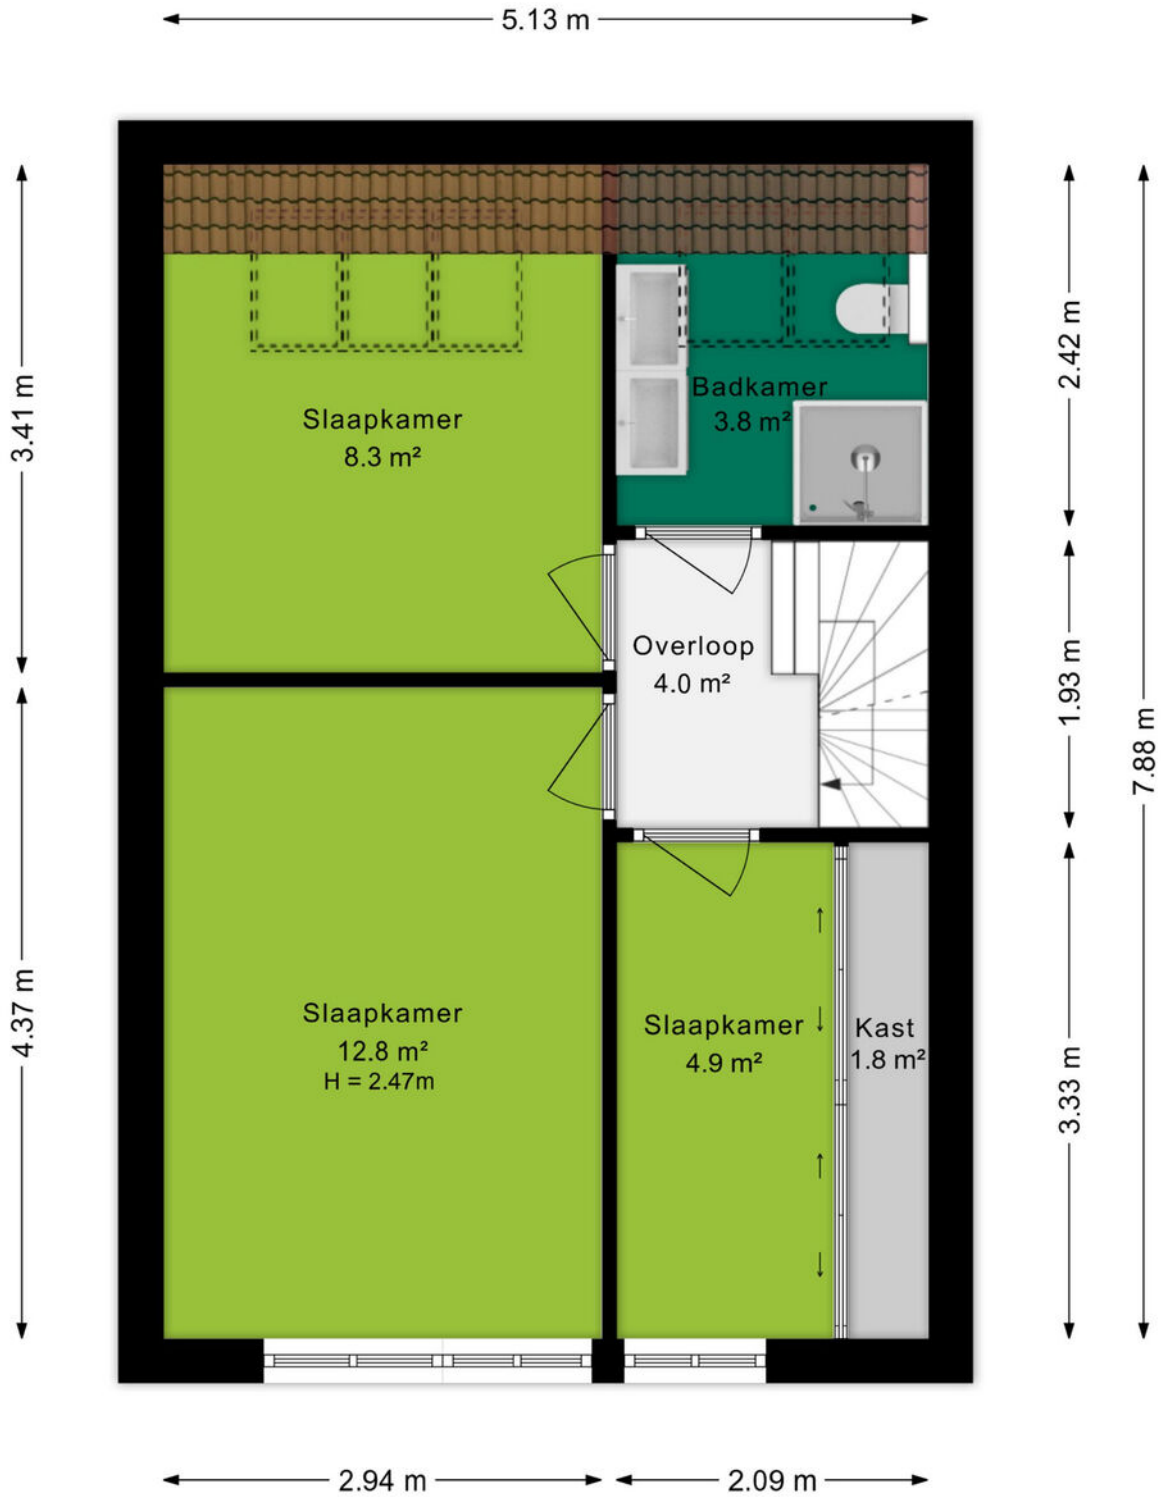 5.13 m
3.41 m
2.42 m
Badkamer
3.8 m²
Slaapkamer
8.3 m²
Overloop
4.0 m²
1.93 m
7.88 m
4.37 m
Slaapkamer
12.8 m²
H = 2.47m
Slaapkamer
4.9 m²
Kast
1.8 m²
3.33 m
2.94 m
2.09 m